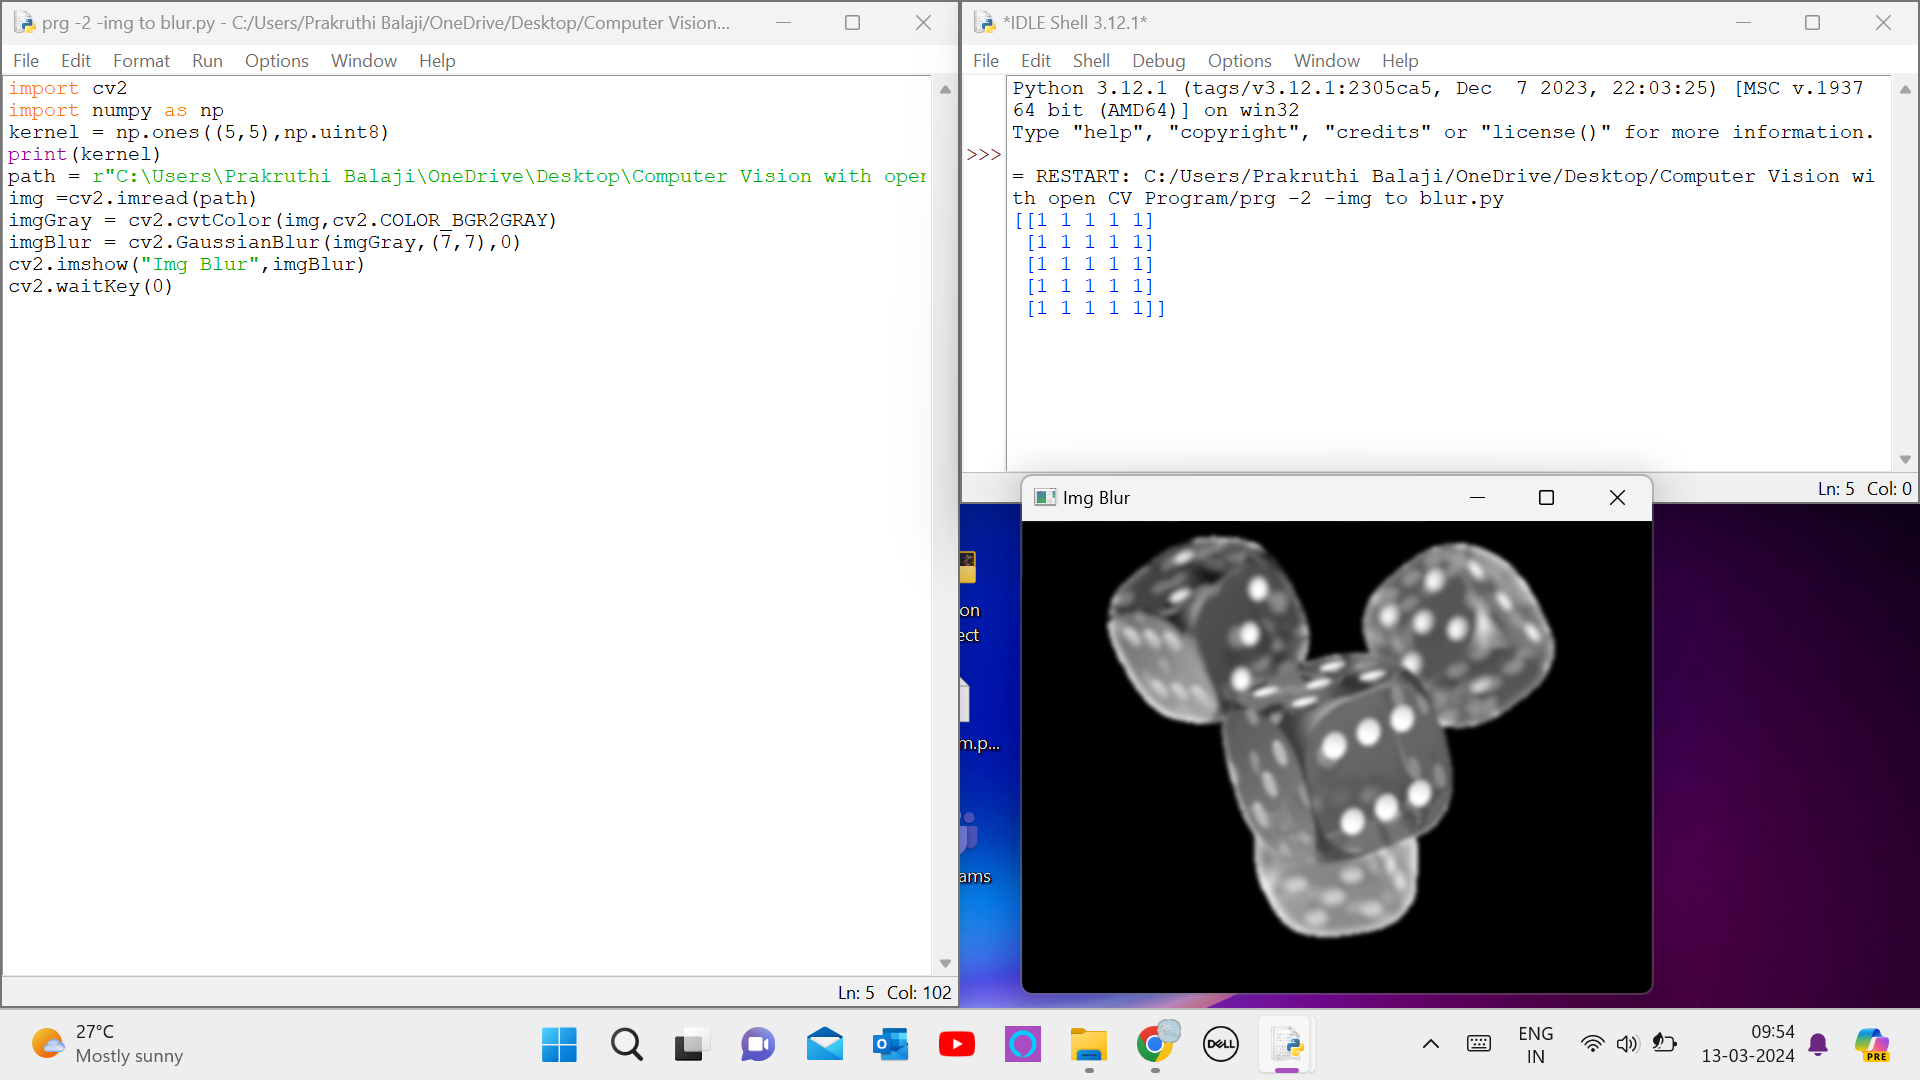 prg -2 -img to blur.py - C:/Users/Prakruthi Balaji/OneDrive/Desktop/Computer Vision...
File Edit Format Run Options Window Help
import cv2
import numpy as np
kernel = np.ones((5,5),np.uint8)
print(kernel)
path = r"C:\Users\Prakruthi Balaji\OneDrive\Desktop\Computer Vision with oper
img =cv2.imread(path)
imgGray = cv2.cvtColor(img,cv2.COLOR_BGR2GRAY)
imgBlur = cv2.GaussianBlur(imgGray,(7,7),0)
cv2.imshow("Img Blur",imgBlur)
cv2.waitKey(0)
Ln: 5 Col: 102
*IDLE Shell 3.12.1*
File Edit Shell Debug Options Window Help
Python 3.12.1 (tags/v3.12.1:2305ca5, Dec  7 2023, 22:03:25) [MSC v.1937
64 bit (AMD64)] on win32
Type "help", "copyright", "credits" or "license()" for more information.
>>>
= RESTART: C:/Users/Prakruthi Balaji/OneDrive/Desktop/Computer Vision wi
th open CV Program/prg -2 -img to blur.py
[[1 1 1 1 1]
[1 1 1 1 1]
[1 1 1 1 1]
[1 1 1 1 1]
[1 1 1 1 1]]
Ln: 5 Col: 0
Img Blur
on
ect
m.p...
ams
27°C
Mostly sunny
DELL
ENG
IN
09:54
13-03-2024
PRE